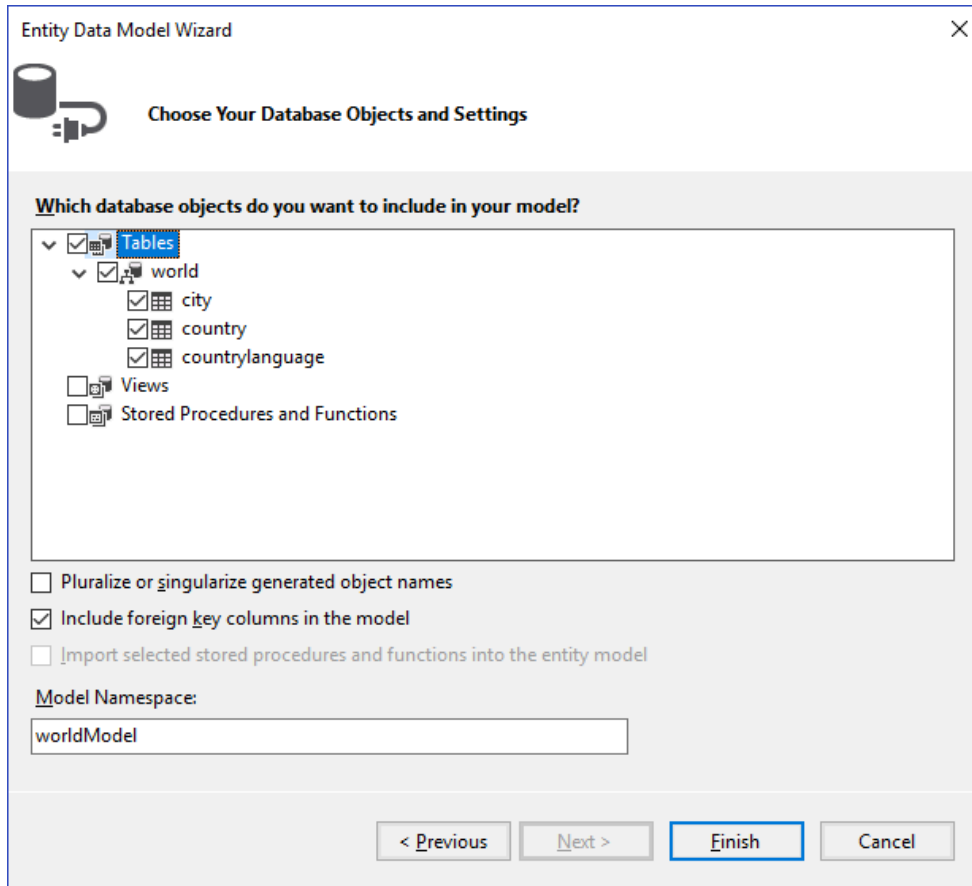 Entity Data Model Wizard
Choose Your Database Objects and Settings
Which database objects do you want to include in your model?
Tables
world
city
country
countrylanguage
Views
Stored Procedures and Functions
Pluralize or singularize generated object names
Include foreign key columns in the model
Import selected stored procedures and functions into the entity model
Model Namespace:
worldModel
< Previous Next > Finish Cancel